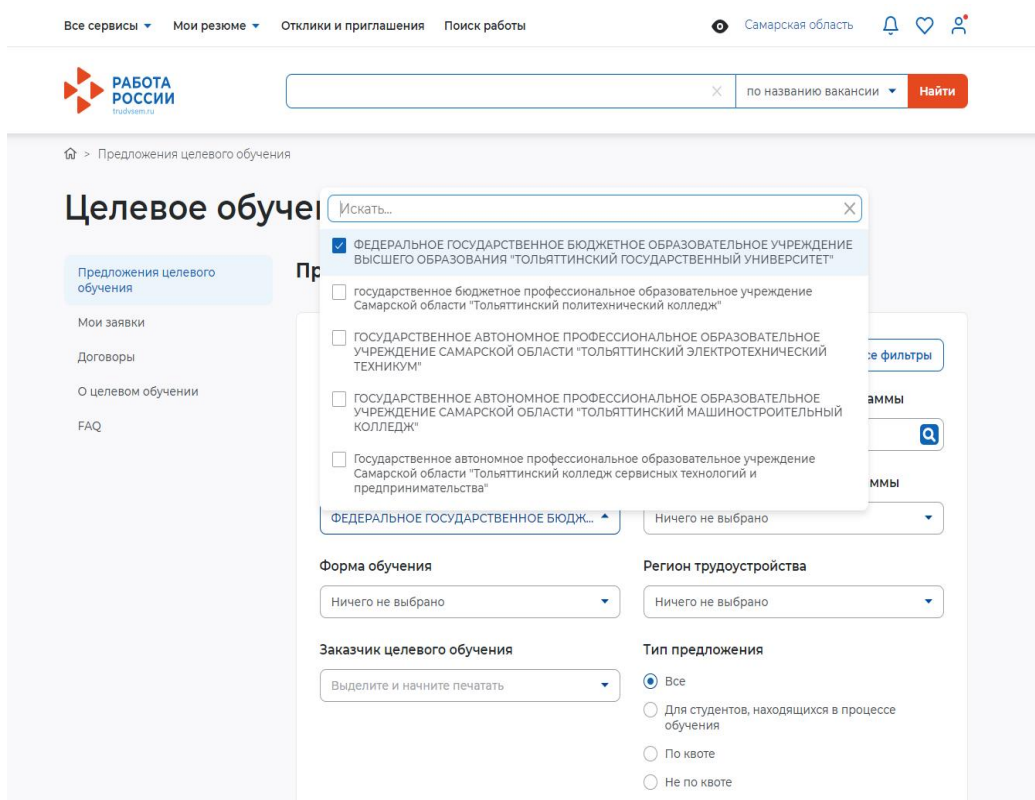 Все сервисы Мои резюме Отклики и приглашения Поиск работы Самарская область
РАБОТА
РОССИИ
trudvsem.ru
по названию вакансии Найти
> Предложения целевого обучения
Целевое обуче
Искать...
ФЕДЕРАЛЬНОЕ ГОСУДАРСТВЕННОЕ БЮДЖЕТНОЕ ОБРАЗОВАТЕЛЬНОЕ УЧРЕЖДЕНИЕ
ВЫСШЕГО ОБРАЗОВАНИЯ "ТОЛЬЯТТИНСКИЙ ГОСУДАРСТВЕННЫЙ УНИВЕРСИТЕТ"
государственное бюджетное профессиональное образовательное учреждение
Самарской области "Тольяттинский политехнический колледж"
ГОСУДАРСТВЕННОЕ АВТОНОМНОЕ ПРОФЕССИОНАЛЬНОЕ ОБРАЗОВАТЕЛЬНОЕ
УЧРЕЖДЕНИЕ САМАРСКОЙ ОБЛАСТИ "ТОЛЬЯТТИНСКИЙ ЭЛЕКТРОТЕХНИЧЕСКИЙ
ТЕХНИКУМ"
ГОСУДАРСТВЕННОЕ АВТОНОМНОЕ ПРОФЕССИОНАЛЬНОЕ ОБРАЗОВАТЕЛЬНОЕ
УЧРЕЖДЕНИЕ САМАРСКОЙ ОБЛАСТИ "ТОЛЬЯТТИНСКИЙ МАШИНОСТРОИТЕЛЬНЫЙ
КОЛЛЕДЖ"
Государственное автономное профессиональное образовательное учреждение
Самарской области "Тольяттинский колледж сервисных технологий и
предпринимательства"
Предложения целевого
обучения
Мои заявки
Договоры
О целевом обучении
FAQ
Пр
се фильтры
аммы
ммы
ФЕДЕРАЛЬНОЕ ГОСУДАРСТВЕННОЕ БЮДЖ...
Ничего не выбрано
Форма обучения
Ничего не выбрано
Регион трудоустройства
Ничего не выбрано
Заказчик целевого обучения
Выделите и начните печатать
Тип предложения
Все
Для студентов, находящихся в процессе
обучения
По квоте
Не по квоте